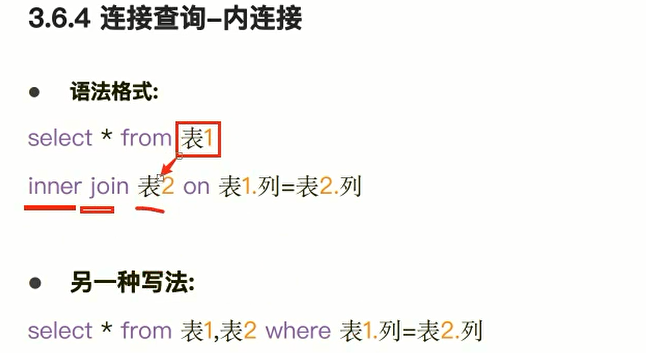 3.6.4 连接查询-内连接
● 语法格式:
select * from 表1
inner join 表2 on 表1.列=表2.列
● 另一种写法:
select * from 表1,表2 where 表1.列=表2.列